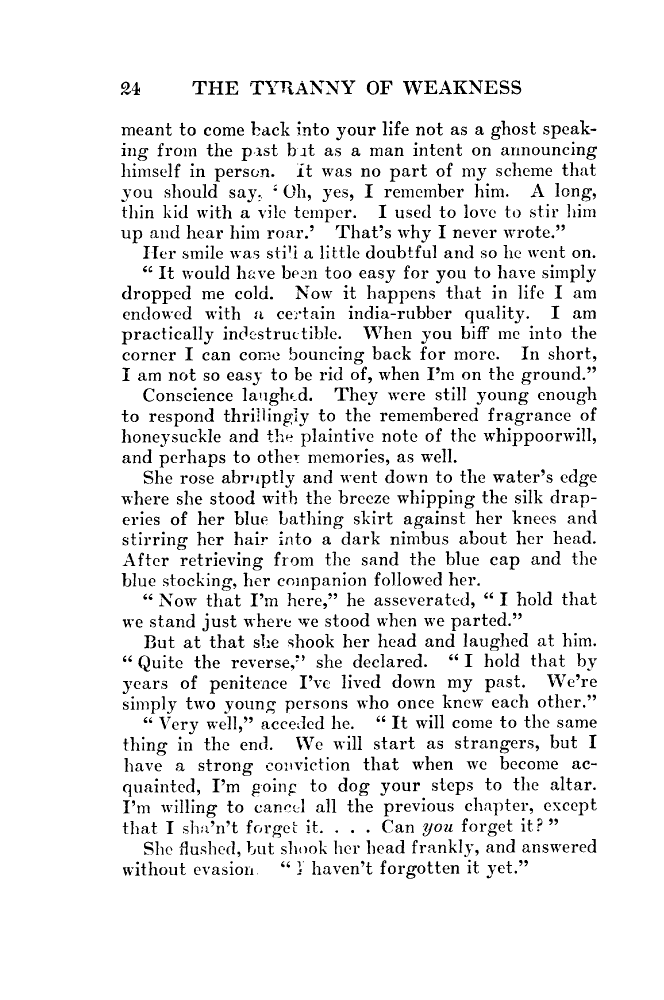 24 THE TYRANNY OF WEAKNESS
meant to come back into your life not as a ghost speak-
ing from the past but as a man intent on announcing
himself in person. It was no part of my scheme that
you should say, ‘Oh, yes, I remember him. A long,
thin kid with a vile temper. I used to love to stir him
up and hear him roar.’ That’s why I never wrote.”
Her smile was still a little doubtful and so he went on.
“It would have been too easy for you to have simply
dropped me cold. Now it happens that in life I am
endowed with a certain india-rubber quality. I am
practically indestructible. When you biff me into the
corner I can come bouncing back for more. In short,
I am not so easy to be rid of, when I’m on the ground.”
Conscience laughed. They were still young enough
to respond thrillingly to the remembered fragrance of
honeysuckle and the plaintive note of the whippoorwill,
and perhaps to other memories, as well.
She rose abruptly and went down to the water’s edge
where she stood with the breeze whipping the silk drap-
eries of her blue bathing skirt against her knees and
stirring her hair into a dark nimbus about her head.
After retrieving from the sand the blue cap and the
blue stocking, her companion followed her.
“Now that I’m here,” he asseverated, “I hold that
we stand just where we stood when we parted.”
But at that she shook her head and laughed at him.
“Quite the reverse,” she declared. “I hold that by
years of penitence I’ve lived down my past. We’re
simply two young persons who once knew each other.”
“Very well,” acceded he. “It will come to the same
thing in the end. We will start as strangers, but I
have a strong conviction that when we become ac-
quainted, I’m going to dog your steps to the altar.
I’m willing to cancel all the previous chapter, except
that I sha’n’t forget it. . . . Can you forget it?”
She flushed, but shook her head frankly, and answered
without evasion. “I haven’t forgotten it yet.”